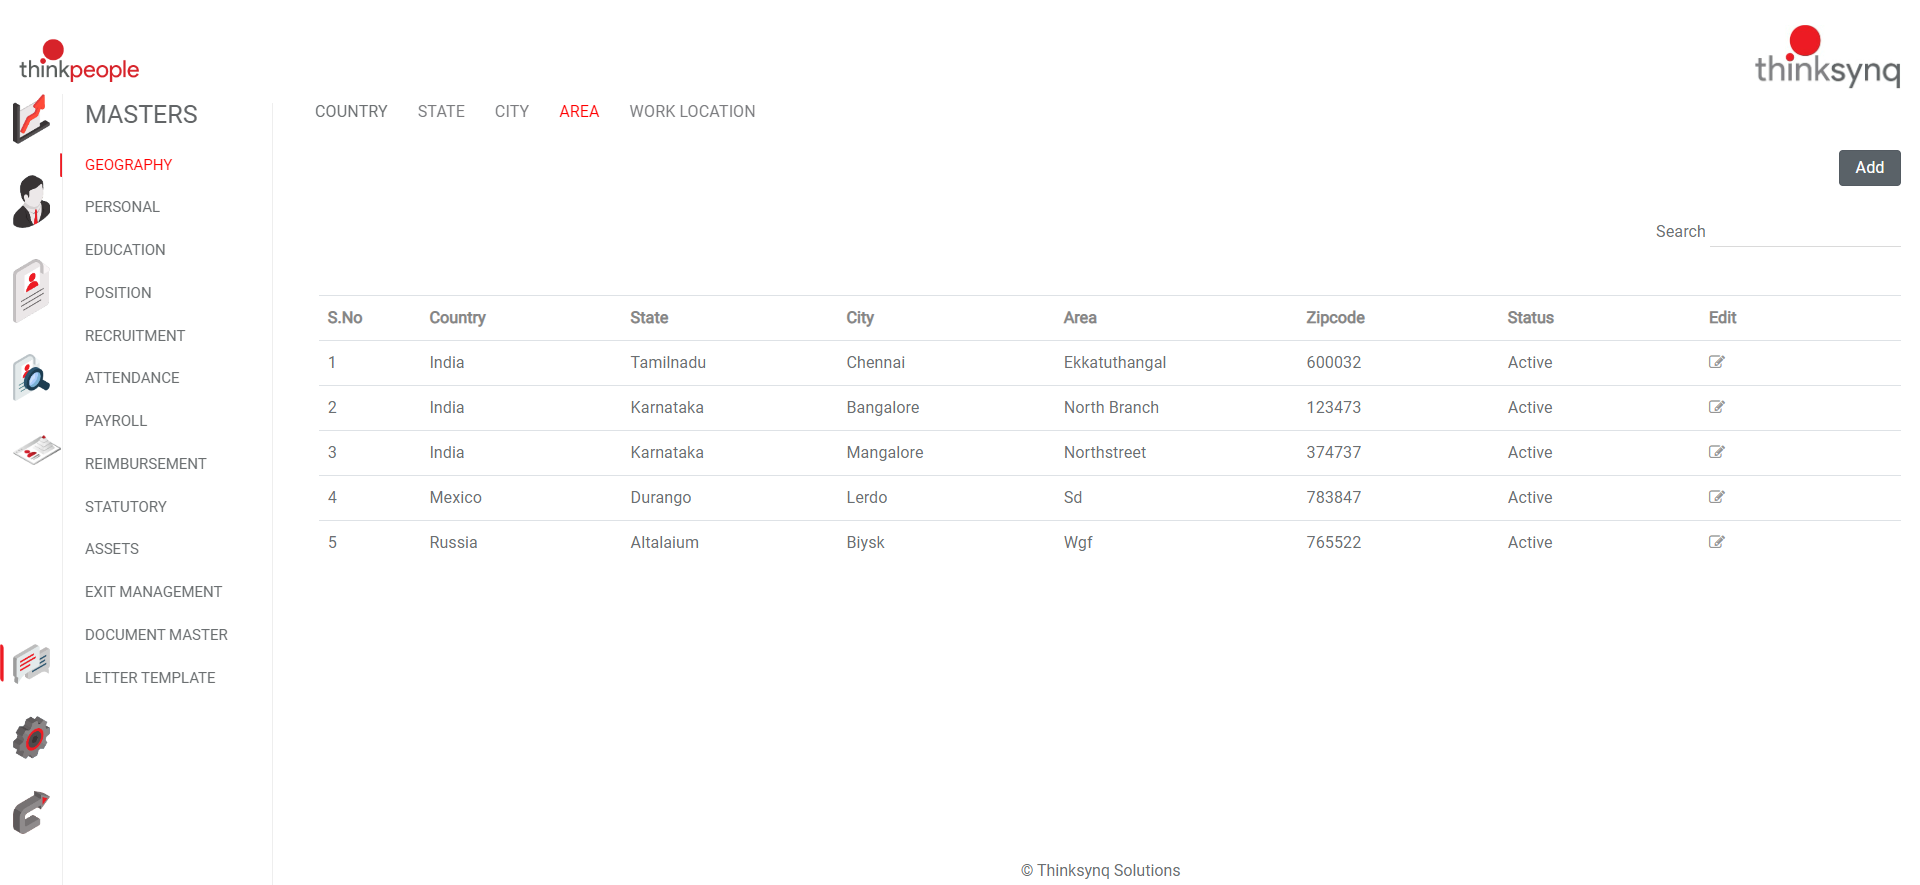 thinkpeople
thinksynq
MASTERS
GEOGRAPHY
PERSONAL
EDUCATION
POSITION
RECRUITMENT
ATTENDANCE
PAYROLL
REIMBURSEMENT
STATUTORY
ASSETS
EXIT MANAGEMENT
DOCUMENT MASTER
LETTER TEMPLATE
COUNTRY STATE CITY AREA WORK LOCATION
Add
Search
S.No Country State City Area Zipcode Status Edit
1 India Tamilnadu Chennai Ekkatuthangal 600032 Active
2 India Karnataka Bangalore North Branch 123473 Active
3 India Karnataka Mangalore Northstreet 374737 Active
4 Mexico Durango Lerdo Sd 783847 Active
5 Russia Altalaium Biysk Wgf 765522 Active
© Thinksynq Solutions